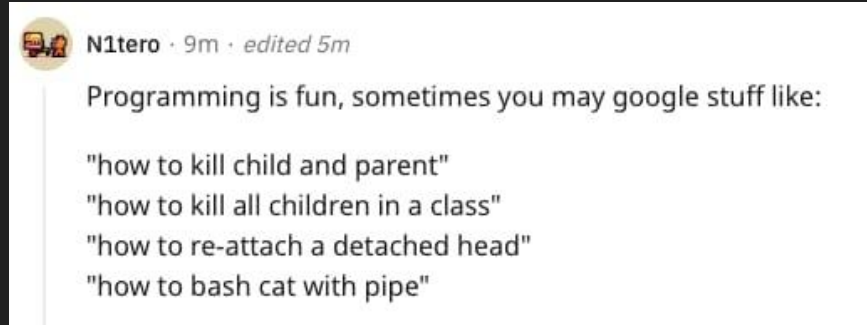 N1tero · 9m · edited 5m
Programming is fun, sometimes you may google stuff like:
"how to kill child and parent"
"how to kill all children in a class"
"how to re-attach a detached head"
"how to bash cat with pipe"